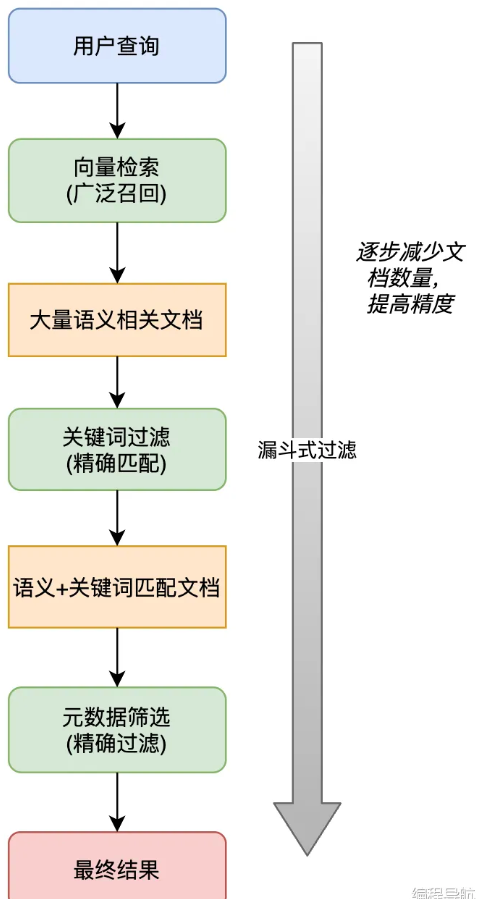 用户查询
向量检索
(广泛召回)
逐步减少文
档数量，
提高精度
大量语义相关文档
关键词过滤
(精确匹配)
漏斗式过滤
语义+关键词匹配文档
元数据筛选
(精确过滤)
最终结果
编程导航